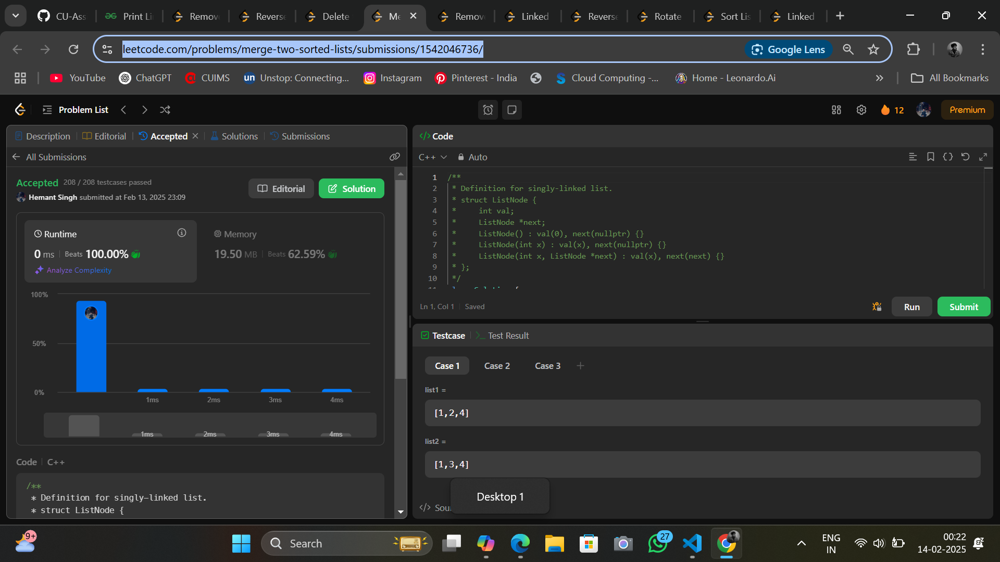 CU-Ass
Print Li
Remov
Reverse
Delete
Me
Remov
Linked
Reverse
Rotate
Sort Lis
Linked
leetcode.com/problems/merge-two-sorted-lists/submissions/1542046736/
Google Lens
YouTube
ChatGPT
CUIMS
un Unstop: Connecting...
Instagram
Pinterest - India
Cloud Computing -...
Home - Leonardo.Ai
All Bookmarks
Problem List
12
Premium
Description
Editorial
Accepted
Solutions
Submissions
All Submissions
Accepted 208 / 208 testcases passed
Hemant Singh submitted at Feb 13, 2025 23:09
Editorial
Solution
Runtime
0 ms | Beats 100.00%
Analyze Complexity
Memory
19.50 MB | Beats 62.59%
100%
50%
0%
1ms 2ms 3ms 4ms
1ms 2ms 3ms 4ms
Code | C++
/**
* Definition for singly-linked list.
* struct ListNode {
</> Code
C++
Auto
1 /**
2 * Definition for singly-linked list.
3 * struct ListNode {
4 *     int val;
5 *     ListNode *next;
6 *     ListNode() : val(0), next(nullptr) {}
7 *     ListNode(int x) : val(x), next(nullptr) {}
8 *     ListNode(int x, ListNode *next) : val(x), next(next) {}
9 * };
10 */
Ln 1, Col 1 | Saved
Run
Submit
Testcase
Test Result
Case 1
Case 2
Case 3
list1 =
[1,2,4]
list2 =
[1,3,4]
</> Sou
Desktop 1
9+
Search
27
ENG
IN
00:22
14-02-2025